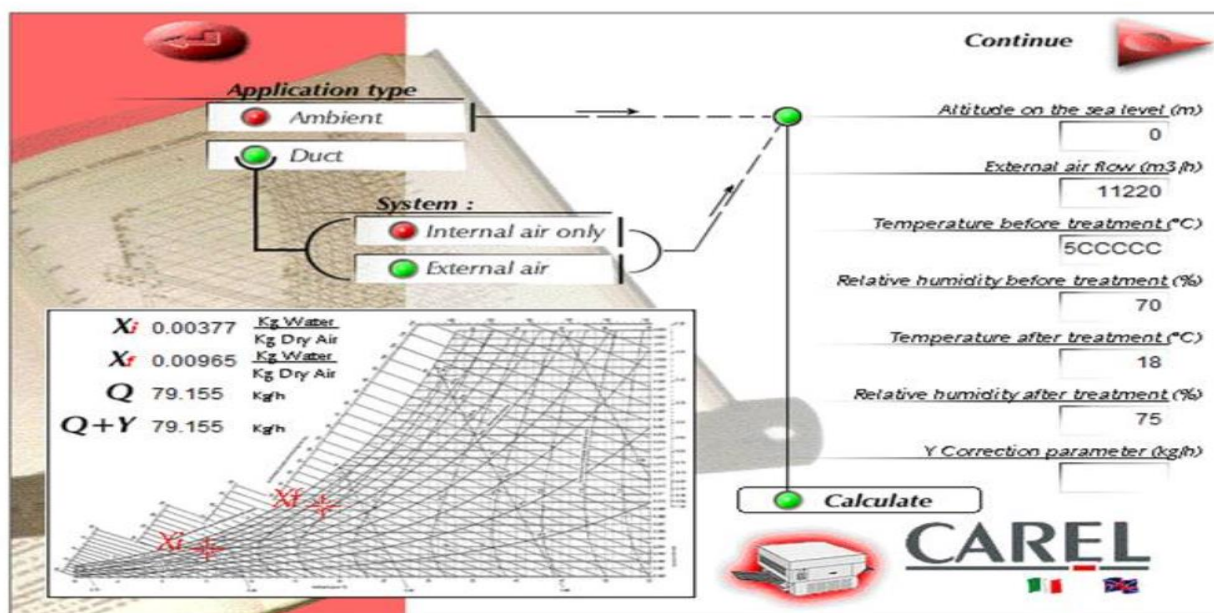 Continue
Application type
Ambient
Duct
System :
Internal air only
External air
Altitude on the sea level (m)
0
External air flow (m3/h)
11220
Temperature before treatment (°C)
5CCCCC
Relative humidity before treatment (%)
70
Temperature after treatment (°C)
18
Relative humidity after treatment (%)
75
Y Correction parameter (kg/h)
Calculate
Xi 0.00377 Kg Water
Kg Dry Air
Xf 0.00965 Kg Water
Kg Dry Air
Q 79.155 Kg/h
Q+Y 79.155 Kg/h
Xf
Xi
CAREL